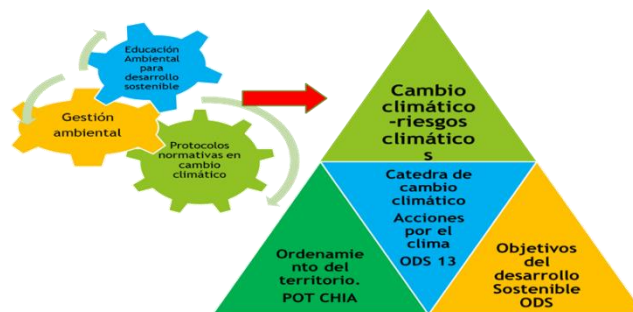 Educación
Ambiental
para
desarrollo
sostenible
Gestión
ambiental
Protocolos
normativas en
cambio
climático
Cambio
climático
-riesgos
climático
s
Catedra de
cambio
climático
Acciones
por el
clima
ODS 13
Ordenamie
nto del
territorio.
POT CHIA
Objetivos del
desarrollo
Sostenible
ODS